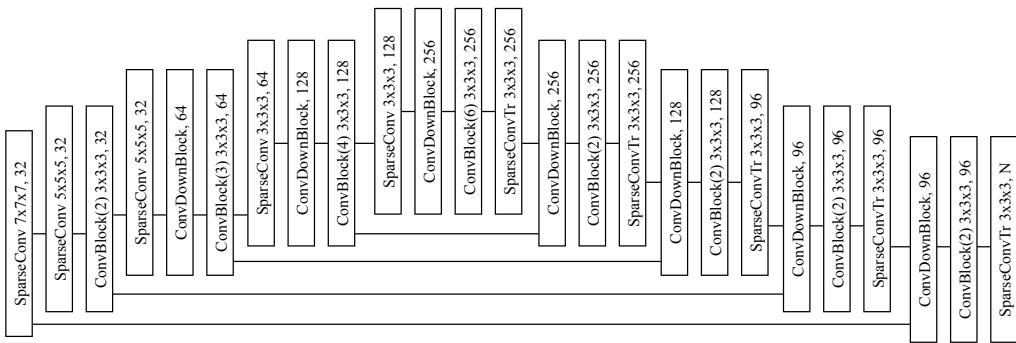 SparseConv 7x7x7, 32
SparseConv 5x5x5, 32
ConvBlock(2) 3x3x3, 32
SparseConv 5x5x5, 32
ConvDownBlock, 64
ConvBlock(3) 3x3x3, 64
SparseConv 3x3x3, 64
ConvDownBlock, 128
ConvBlock(4) 3x3x3, 128
SparseConv 3x3x3, 128
ConvDownBlock, 256
ConvBlock(6) 3x3x3, 256
SparseConvTr 3x3x3, 256
ConvDownBlock, 256
ConvBlock(2) 3x3x3, 256
SparseConvTr 3x3x3, 256
ConvDownBlock, 128
ConvBlock(2) 3x3x3, 128
SparseConvTr 3x3x3, 96
ConvDownBlock, 96
ConvBlock(2) 3x3x3, 96
SparseConvTr 3x3x3, 96
ConvDownBlock, 96
ConvBlock(2) 3x3x3, 96
SparseConvTr 3x3x3, N